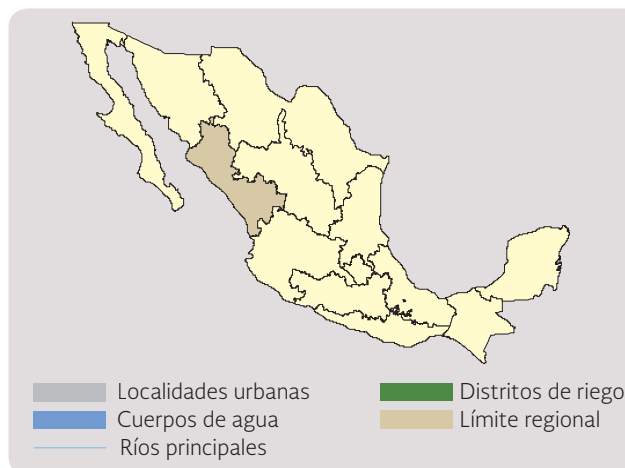 Localidades urbanas
Cuerpos de agua
Ríos principales
Distritos de riego
Límite regional